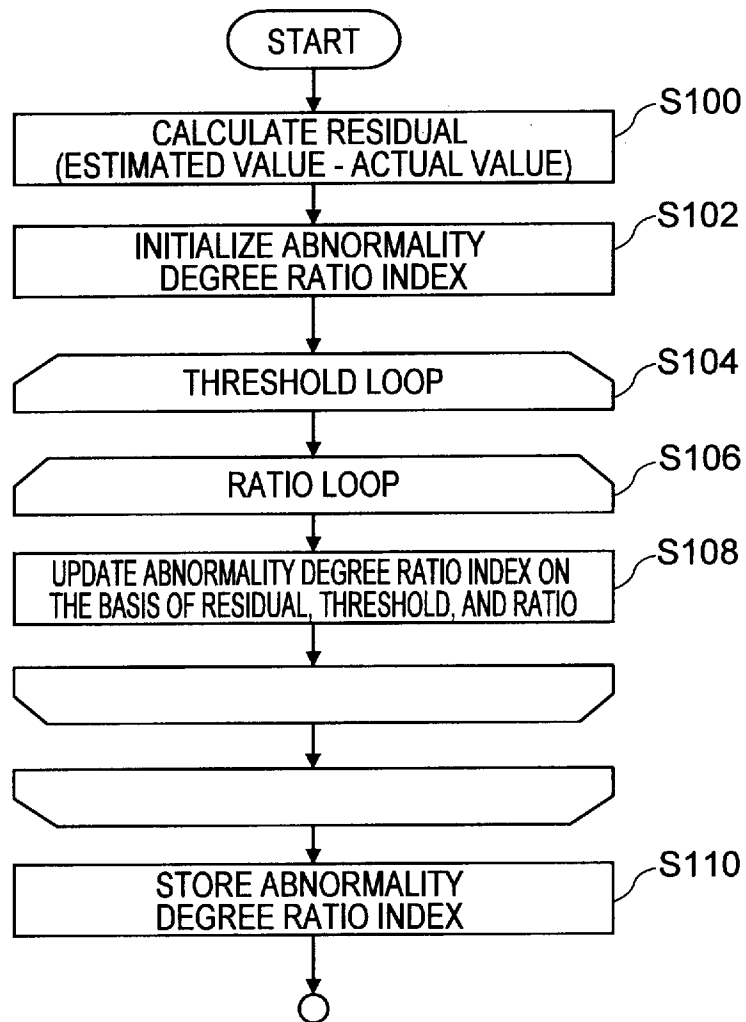 START
S100
CALCULATE RESIDUAL
(ESTIMATED VALUE - ACTUAL VALUE)
S102
INITIALIZE ABNORMALITY
DEGREE RATIO INDEX
S104
THRESHOLD LOOP
S106
RATIO LOOP
S108
UPDATE ABNORMALITY DEGREE RATIO INDEX ON
THE BASIS OF RESIDUAL, THRESHOLD, AND RATIO
S110
STORE ABNORMALITY
DEGREE RATIO INDEX